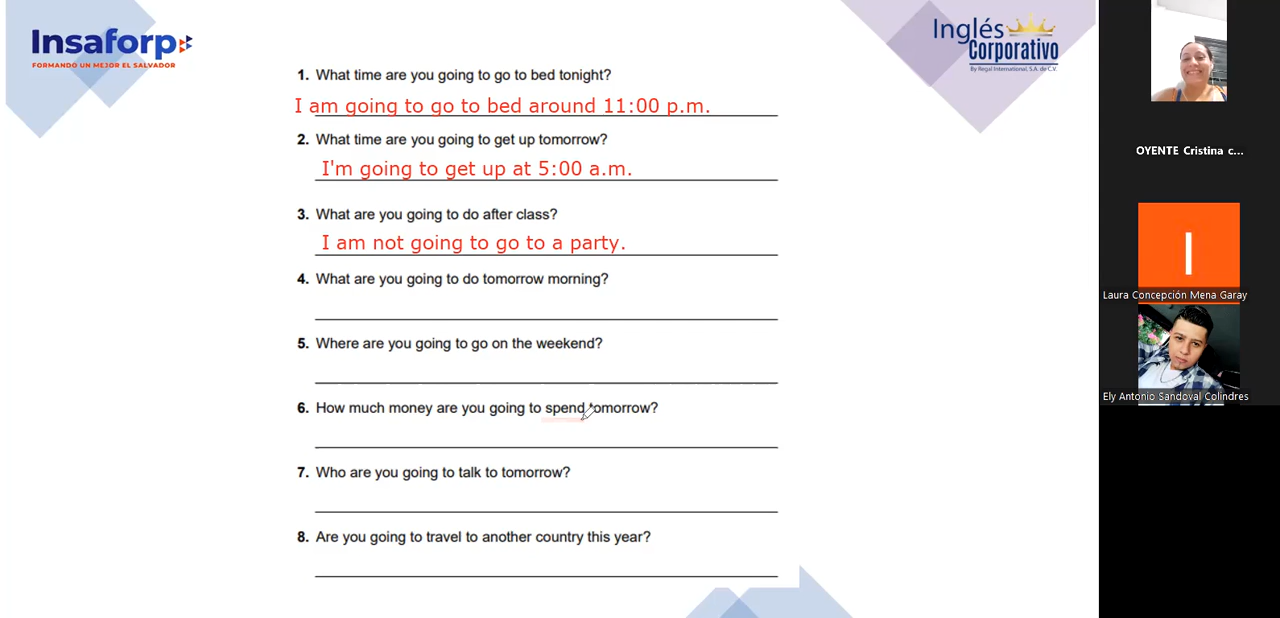 Insaforp
FORMANDO UN MEJOR EL SALVADOR
Inglés
Corporativo
By Regal International, S.A. de C.V.
1. What time are you going to go to bed tonight?
I am going to go to bed around 11:00 p.m.
2. What time are you going to get up tomorrow?
I'm going to get up at 5:00 a.m.
3. What are you going to do after class?
I am not going to go to a party.
4. What are you going to do tomorrow morning?
5. Where are you going to go on the weekend?
6. How much money are you going to spend tomorrow?
7. Who are you going to talk to tomorrow?
8. Are you going to travel to another country this year?
OYENTE Cristina c...
I
Laura Concepción Mena Garay
Ely Antonio Sandoval Colindres